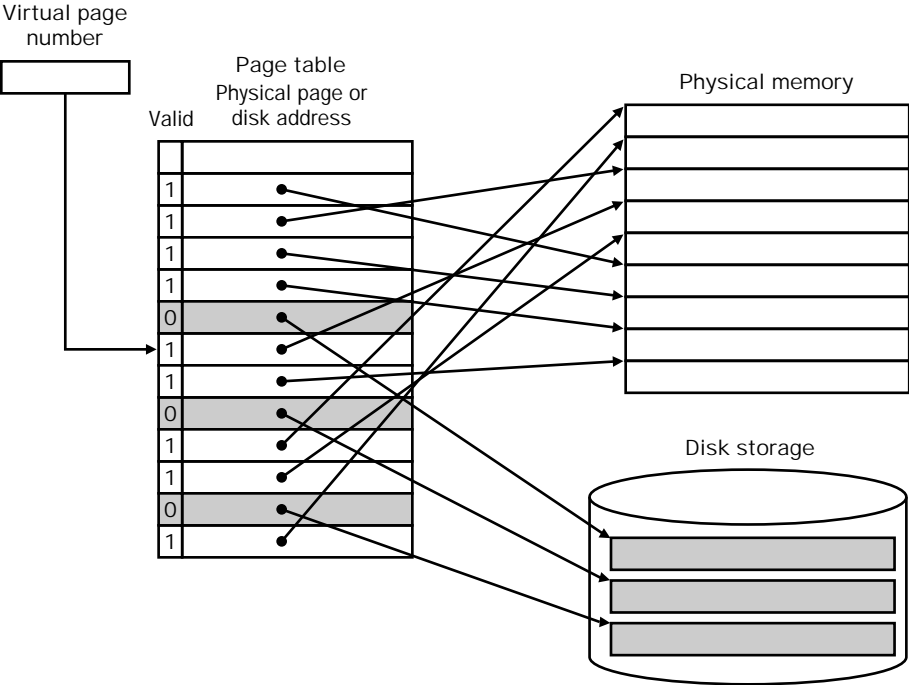 Virtual page
number
Page table
Physical page or
disk address
Valid
Physical memory
1
1
1
1
0
1
1
0
1
1
0
1
Disk storage